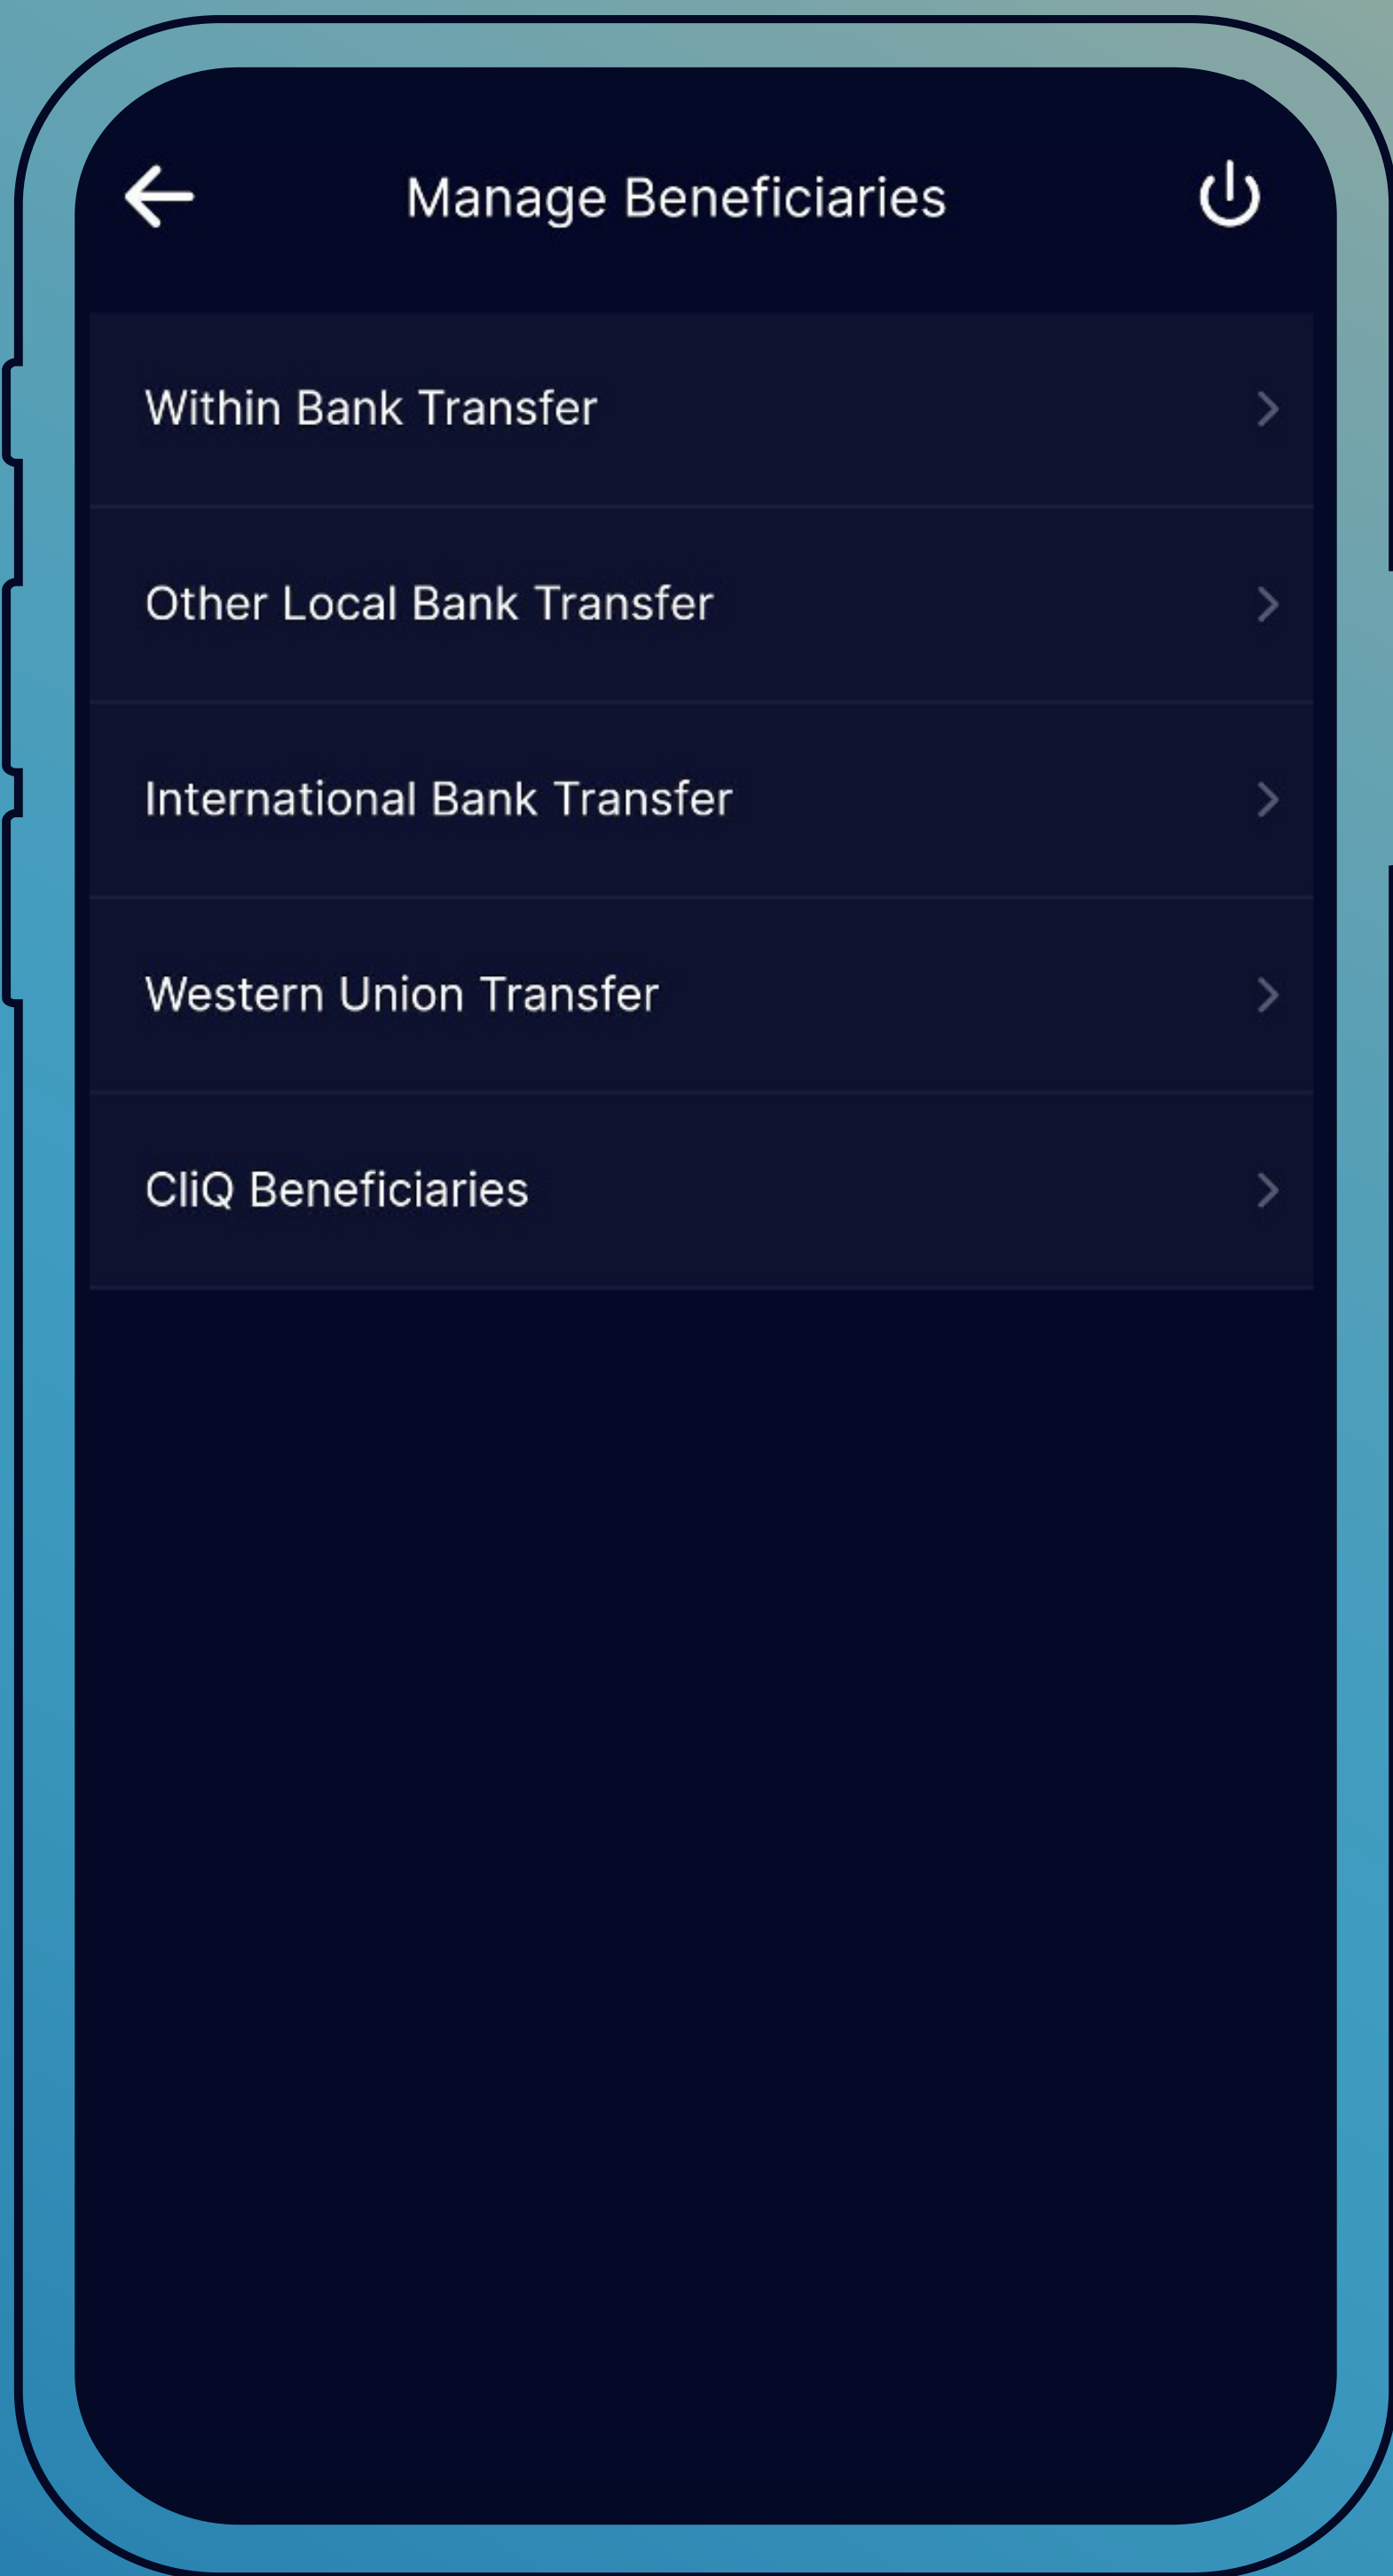 Manage Beneficiaries
Within Bank Transfer
Other Local Bank Transfer
International Bank Transfer
Western Union Transfer
CliQ Beneficiaries